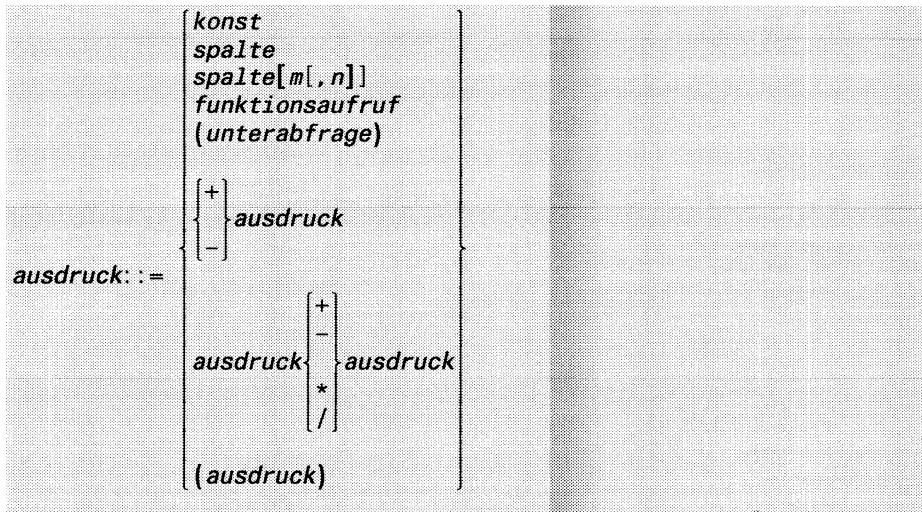 konst
spalte
spalte[m[,n]]
funktionsaufruf
(unterabfrage)
{+ -}ausdruck
ausdruck::=
ausdruck{+ - * /}ausdruck
(ausdruck)